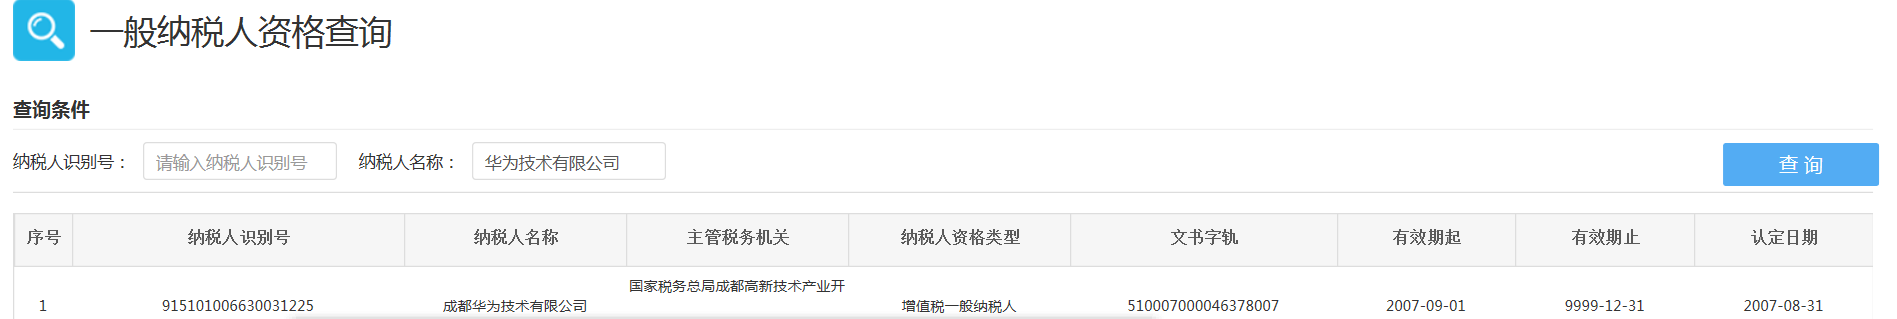 一般纳税人资格查询
查询条件
纳税人识别号： 请输入纳税人识别号 纳税人名称： 华为技术有限公司 查 询
序号 纳税人识别号 纳税人名称 主管税务机关 纳税人资格类型 文书字轨 有效期起 有效期止 认定日期
国家税务总局成都高新技术产业开
1 915101006630031225 成都华为技术有限公司 增值税一般纳税人 510007000046378007 2007-09-01 9999-12-31 2007-08-31